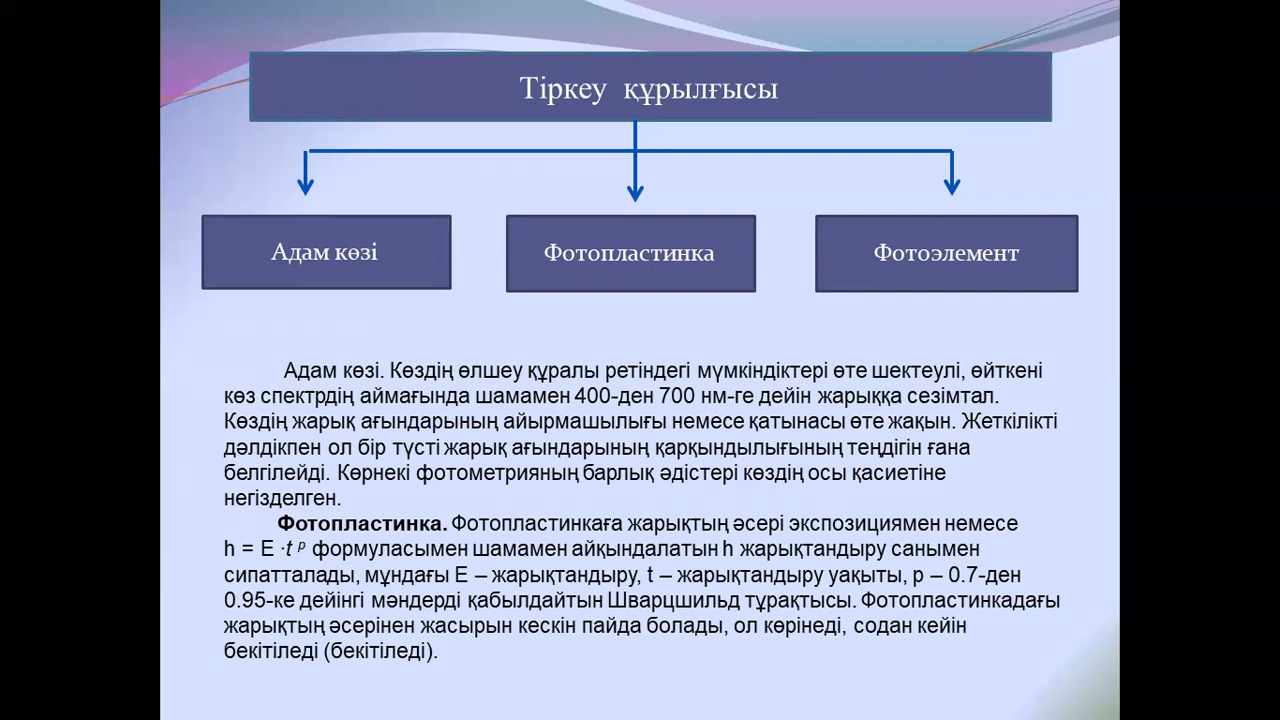 Тіркеу құрылғысы
Адам көзі
Фотопластинка
Фотоэлемент
Адам көзі. Көздің өлшеу құралы ретіндегі мүмкіндіктері өте шектеулі, өйткені
көз спектрдің аймағында шамамен 400-ден 700 нм-ге дейін жарыққа сезімтал.
Көздің жарық ағындарының айырмашылығы немесе қатынасы өте жақын. Жеткілікті
дәлдікпен ол бір түсті жарық ағындарының қарқындылығының теңдігін ғана
белгілейді. Көрнекі фотометрияның барлық әдістері көздің осы қасиетіне
негізделген.
Фотопластинка. Фотопластинкаға жарықтың әсері экспозициямен немесе
h = E ·t ᵖ формуласымен шамамен айқындалатын h жарықтандыру санымен
сипатталады, мұндағы E – жарықтандыру, t – жарықтандыру уақыты, p – 0.7-ден
0.95-ке дейінгі мәндерді қабылдайтын Шварцшильд тұрақтысы. Фотопластинкадағы
жарықтың әсерінен жасырын кескін пайда болады, ол көрінеді, содан кейін
бекітіледі (бекітіледі).